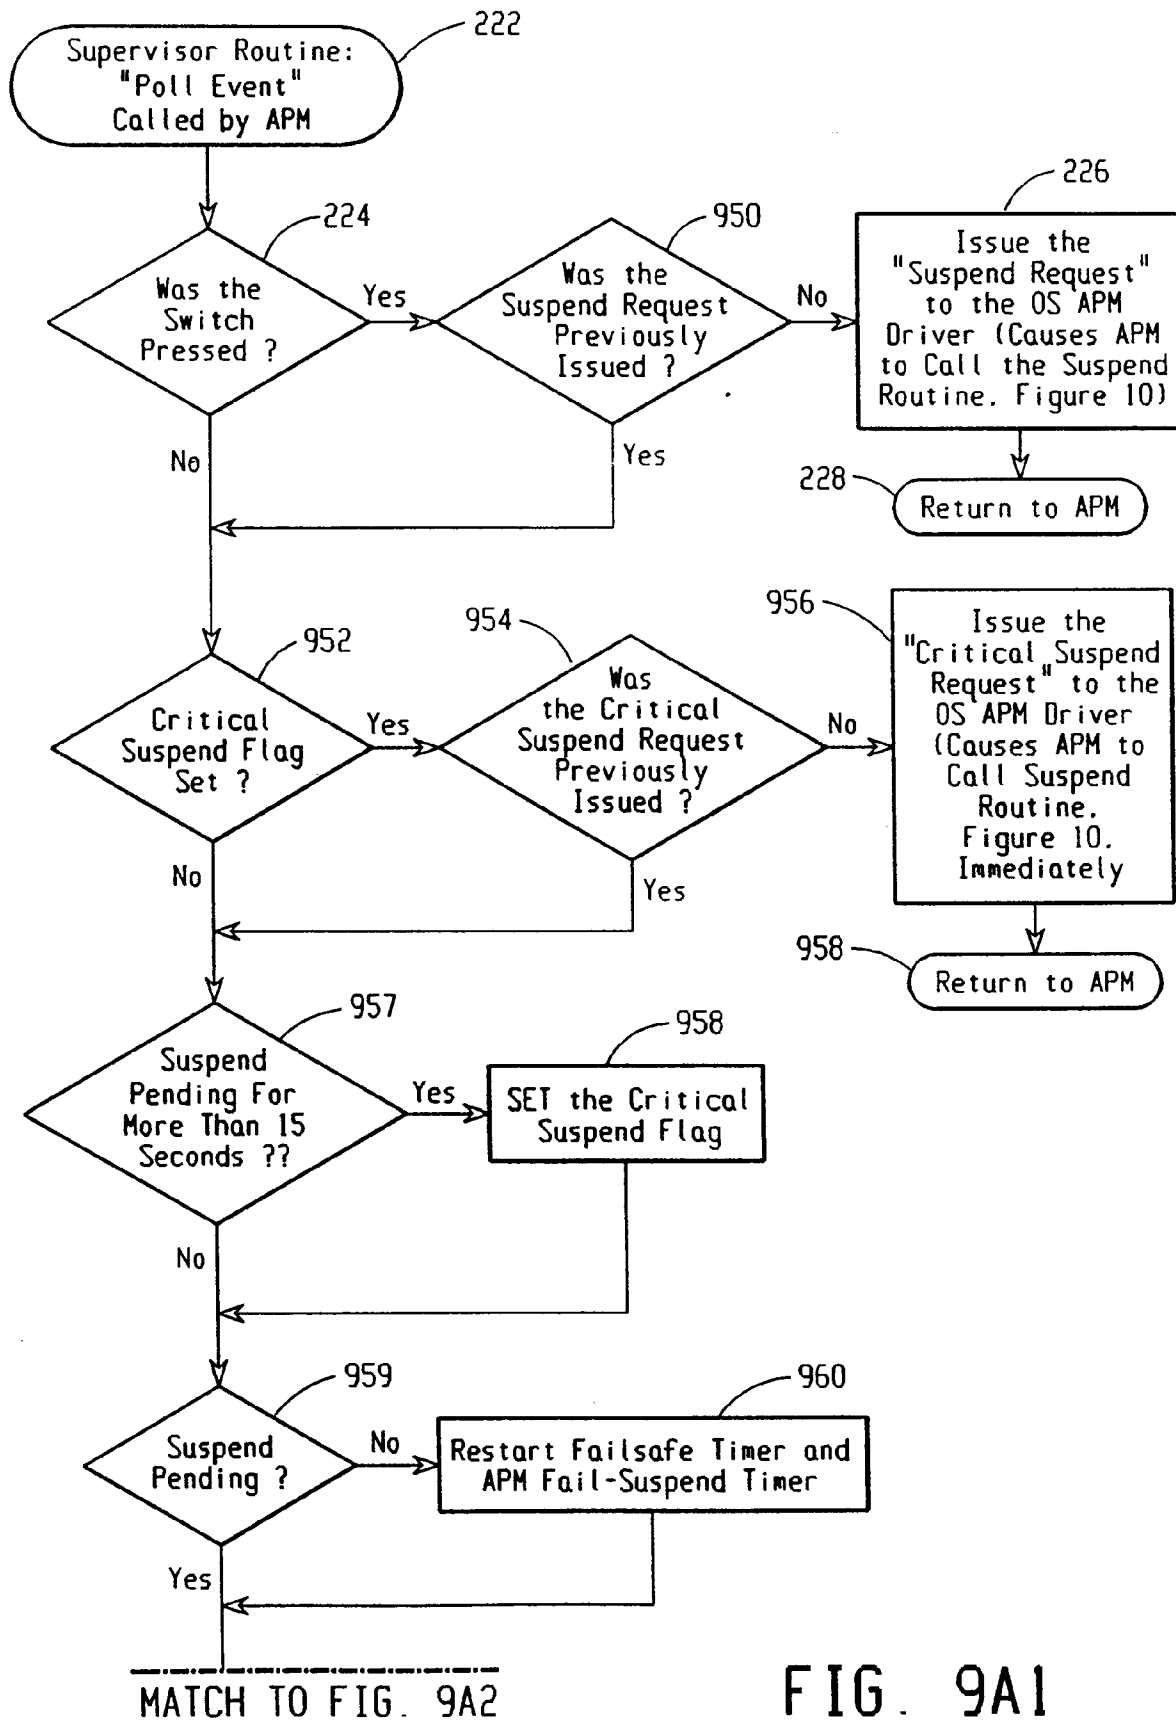 222
Supervisor Routine:
"Poll Event"
Called by APM
224
Was the
Switch
Pressed ?
Yes
No
950
Was the
Suspend Request
Previously
Issued ?
No
Yes
226
Issue the
"Suspend Request"
to the OS APM
Driver (Causes APM
to Call the Suspend
Routine. Figure 10)
228
Return to APM
952
Critical
Suspend Flag
Set ?
Yes
No
954
Was
the Critical
Suspend Request
Previously
Issued ?
No
Yes
956
Issue the
"Critical Suspend
Request" to the
OS APM Driver
(Causes APM to
Call Suspend
Routine.
Figure 10.
Immediately
958
Return to APM
957
Suspend
Pending For
More Than 15
Seconds ??
Yes
No
958
SET the Critical
Suspend Flag
959
Suspend
Pending ?
No
Yes
960
Restart Failsafe Timer and
APM Fail-Suspend Timer
MATCH TO FIG. 9A2
FIG. 9A1